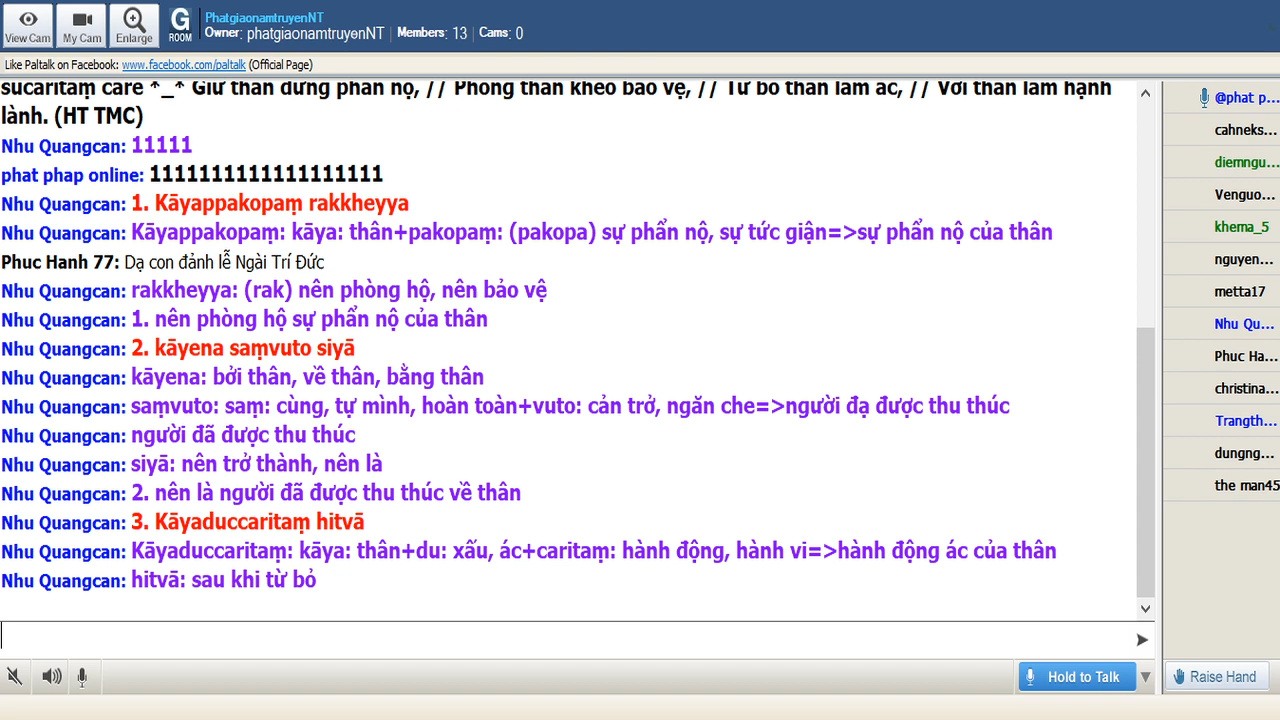 View Cam
My Cam
Enlarge
G
ROOM
PhatgiaonamtruyenNT
Owner: phatgiaonamtruyenNT | Members: 13 | Cams: 0
Like Paltalk on Facebook: www.facebook.com/paltalk (Official Page)
sucaritaṃ care *_* Giữ thân đừng phẫn nộ, // Phòng thân khéo bảo vệ, // Từ bỏ thân làm ác, // Với thân làm hạnh
lành. (HT TMC)
Nhu Quangcan: 11111
phat phap online: 1111111111111111111
Nhu Quangcan: 1. Kāyappakopaṃ rakkheyya
Nhu Quangcan: Kāyappakopaṃ: kāya: thân+pakopaṃ: (pakopa) sự phẩn nộ, sự tức giận=>sự phẩn nộ của thân
Phuc Hanh 77: Dạ con đảnh lễ Ngài Trí Đức
Nhu Quangcan: rakkheyya: (rak) nên phòng hộ, nên bảo vệ
Nhu Quangcan: 1. nên phòng hộ sự phẩn nộ của thân
Nhu Quangcan: 2. kāyena saṃvuto siyā
Nhu Quangcan: kāyena: bởi thân, về thân, bằng thân
Nhu Quangcan: saṃvuto: saṃ: cùng, tự mình, hoàn toàn+vuto: cản trở, ngăn che=>người đạ được thu thúc
Nhu Quangcan: người đã được thu thúc
Nhu Quangcan: siyā: nên trở thành, nên là
Nhu Quangcan: 2. nên là người đã được thu thúc về thân
Nhu Quangcan: 3. Kāyaduccaritaṃ hitvā
Nhu Quangcan: Kāyaduccaritaṃ: kāya: thân+du: xấu, ác+caritaṃ: hành động, hành vi=>hành động ác của thân
Nhu Quangcan: hitvā: sau khi từ bỏ
@phat p...
cahneks...
diemngu...
Venguo...
khema_5
nguyen...
metta17
Nhu Qu...
Phuc Ha...
christina...
Trangth...
dungng...
the man45
Hold to Talk
Raise Hand